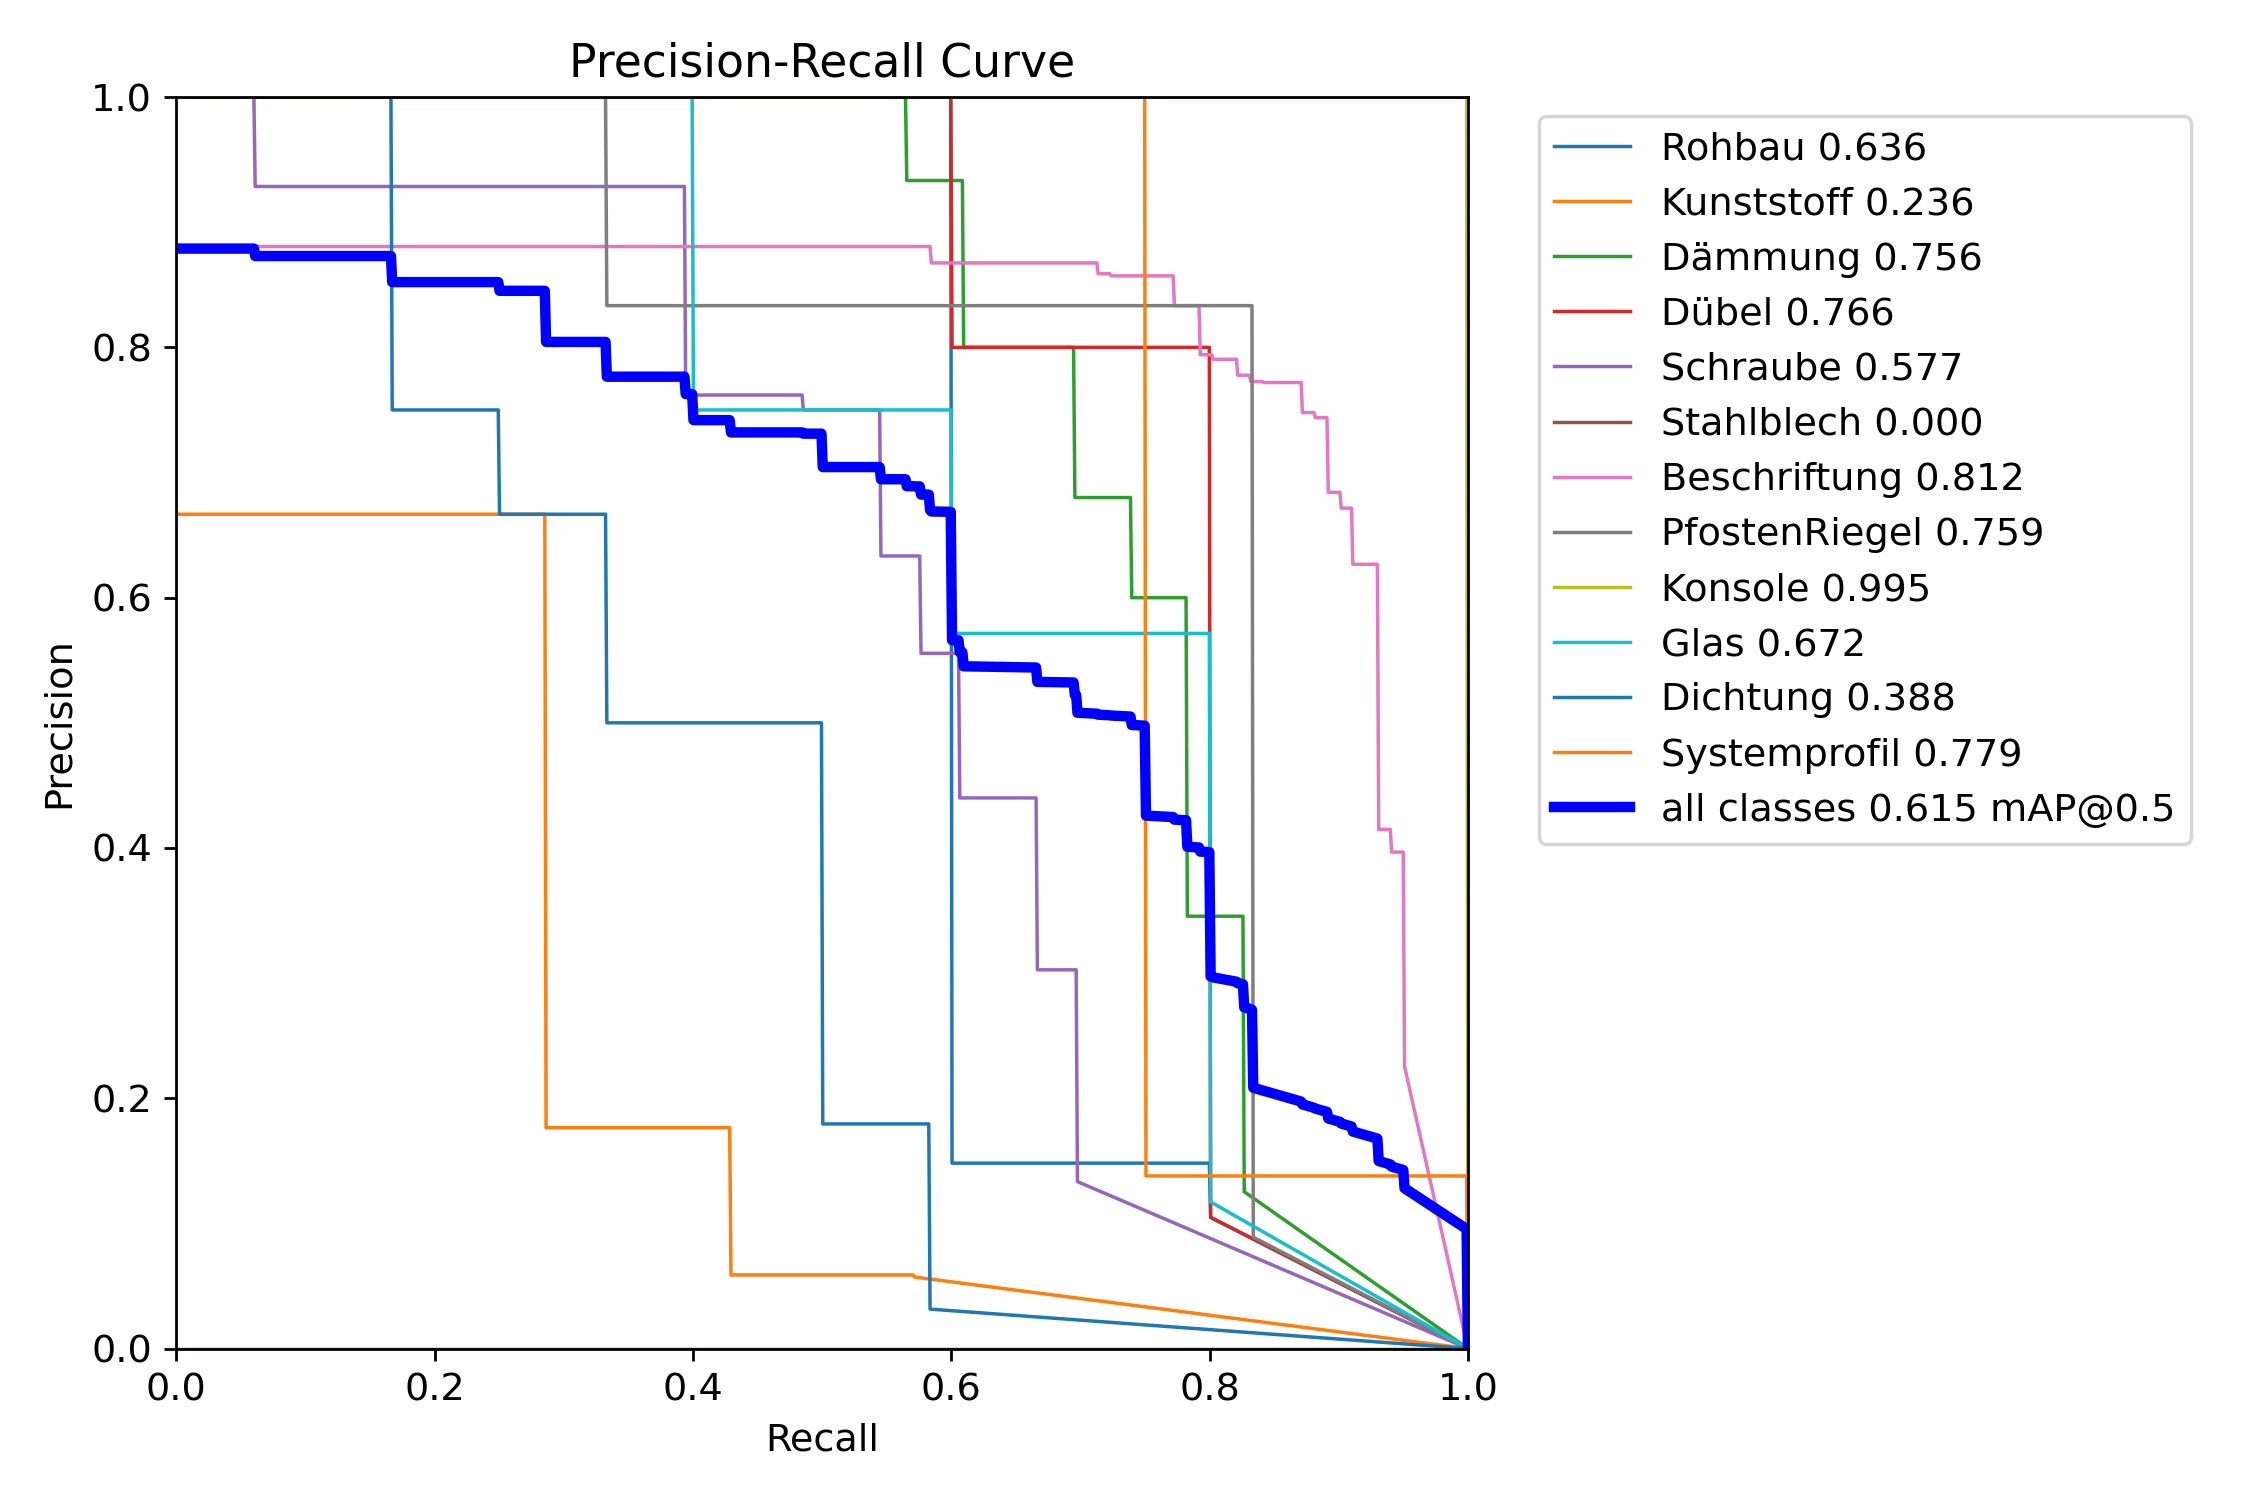 Precision-Recall Curve
1.0
0.8
0.6
0.4
0.2
0.0
Precision
0.0 0.2 0.4 0.6 0.8 1.0
Recall
Rohbau 0.636
Kunststoff 0.236
Dämmung 0.756
Dübel 0.766
Schraube 0.577
Stahlblech 0.000
Beschriftung 0.812
PfostenRiegel 0.759
Konsole 0.995
Glas 0.672
Dichtung 0.388
Systemprofil 0.779
all classes 0.615 mAP@0.5